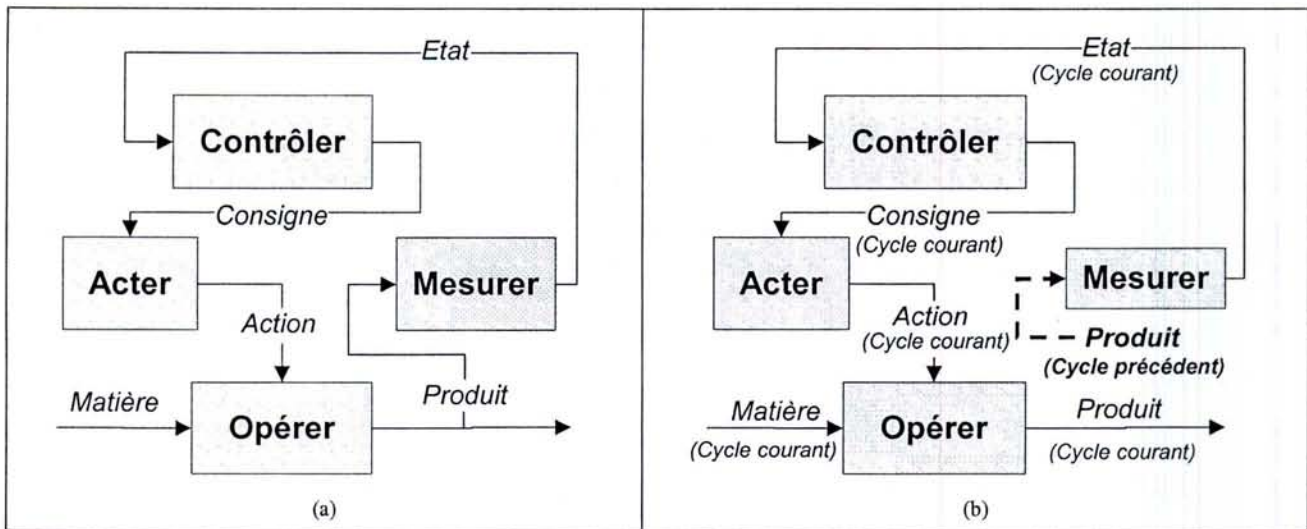 Etat
Contrôler
Consigne
Acter
Mesurer
Action
Matière
Produit
Opérer
(a)
Etat
(Cycle courant)
Contrôler
Consigne
(Cycle courant)
Acter
Mesurer
Action
(Cycle courant)
Produit
(Cycle précédent)
Matière
(Cycle courant)
Opérer
Produit
(Cycle courant)
(b)